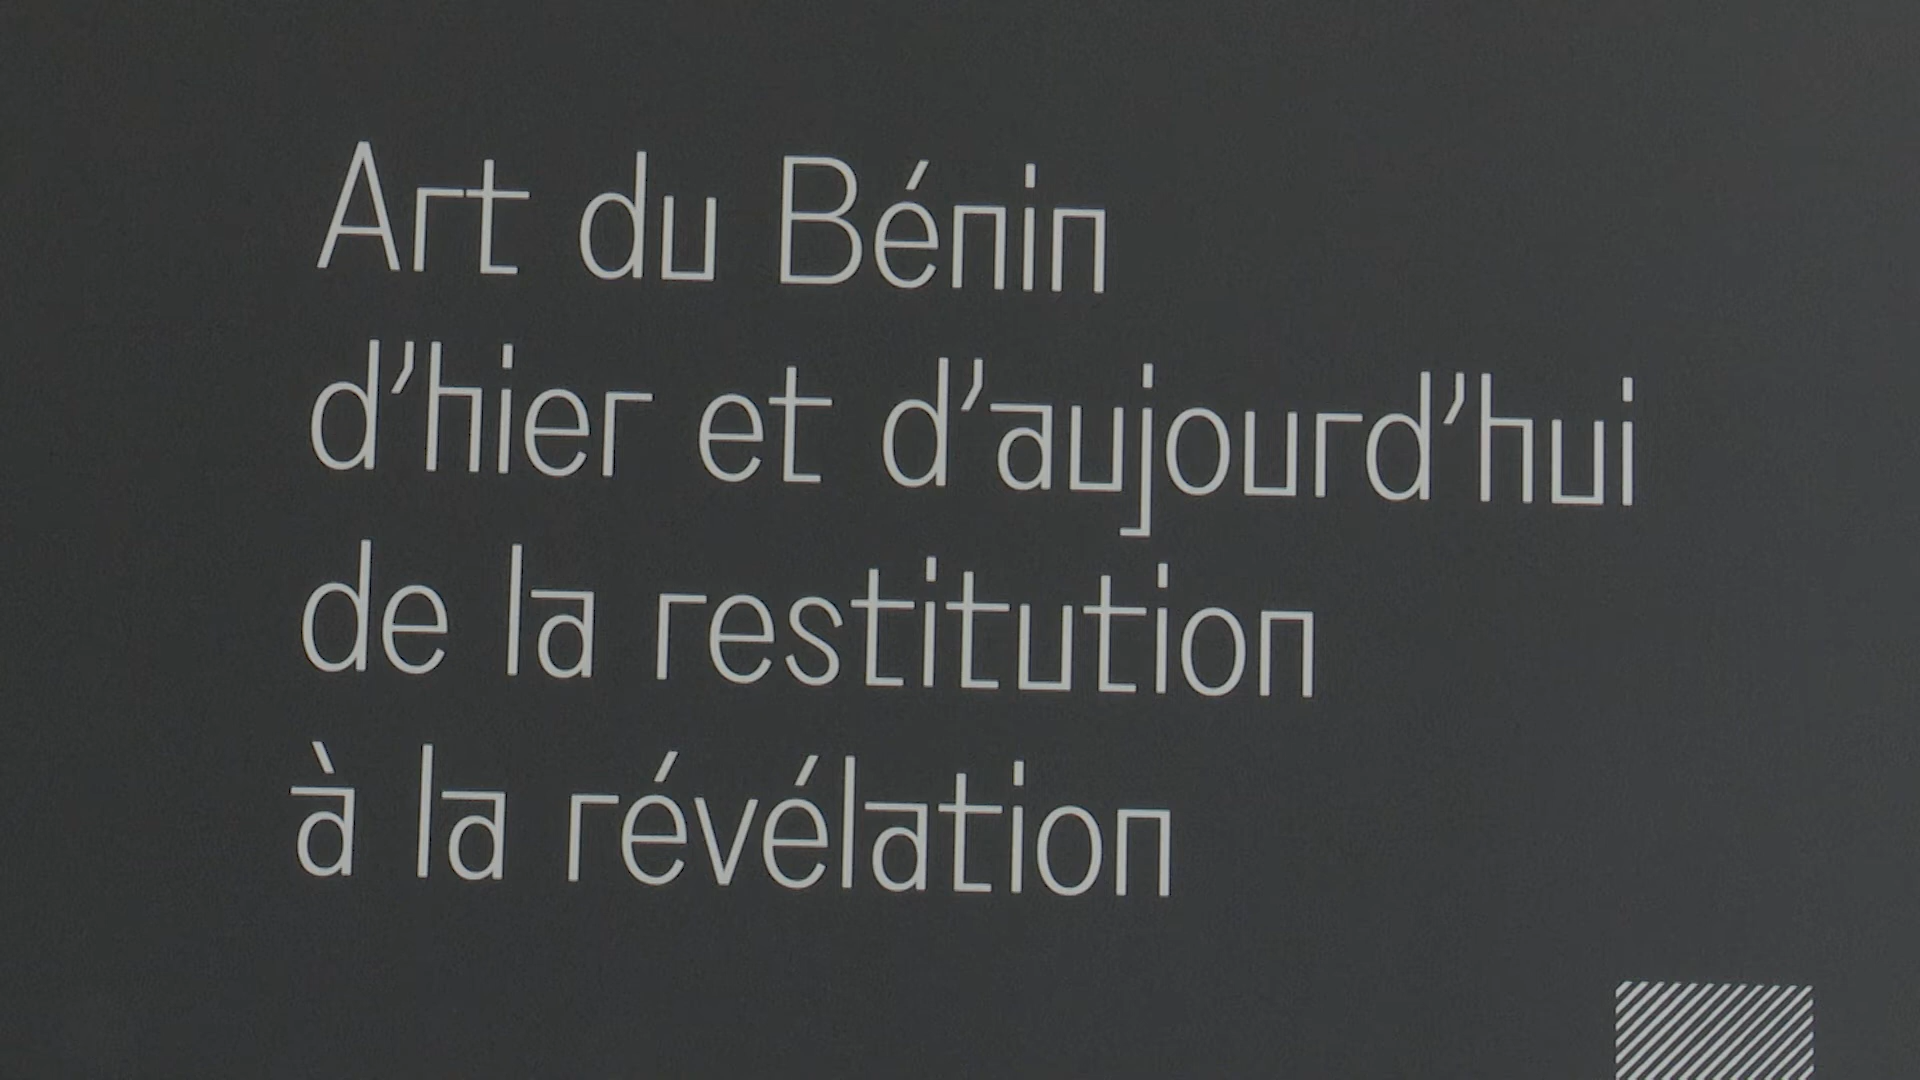 Art du Bénin
d’hier et d’aujourd’hui
de la restitution
à la révélation